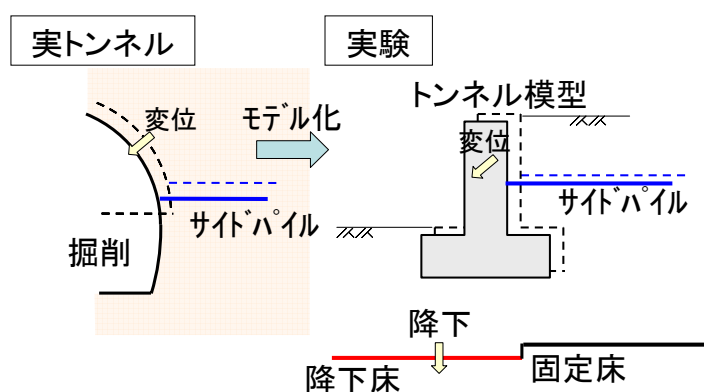 実トンネル
実験
変位
モデル化
サイドパイル
掘削
トンネル模型
変位
サイドパイル
降下
降下床
固定床